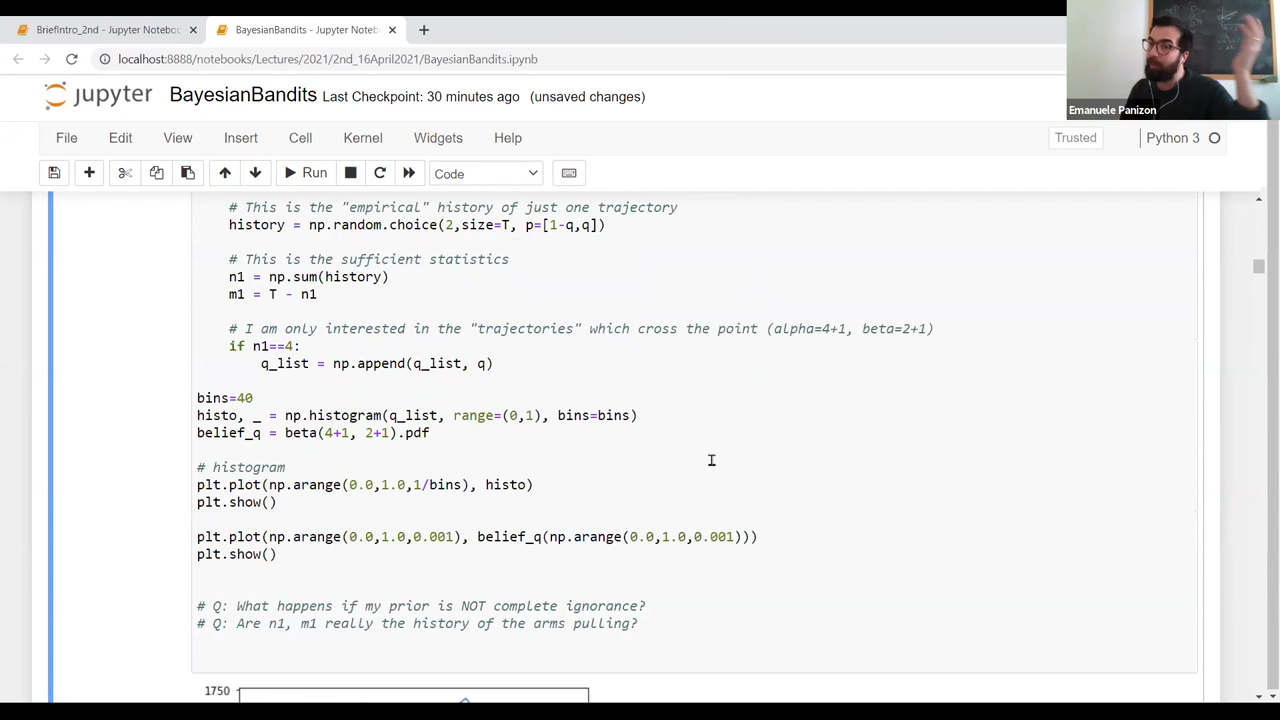 BriefIntro_2nd - Jupyter Noteboo
BayesianBandits - Jupyter Notebo
localhost:8888/notebooks/Lectures/2021/2nd_16April2021/BayesianBandits.ipynb
jupyter BayesianBandits Last Checkpoint: 30 minutes ago (unsaved changes)
Emanuele Panizon
File Edit View Insert Cell Kernel Widgets Help
Trusted
Python 3
Run
Code
# This is the "empirical" history of just one trajectory
history = np.random.choice(2,size=T, p=[1-q,q])
# This is the sufficient statistics
n1 = np.sum(history)
m1 = T - n1
# I am only interested in the "trajectories" which cross the point (alpha=4+1, beta=2+1)
if n1==4:
q_list = np.append(q_list, q)
bins=40
histo, _ = np.histogram(q_list, range=(0,1), bins=bins)
belief_q = beta(4+1, 2+1).pdf
# histogram
plt.plot(np.arange(0.0,1.0,1/bins), histo)
plt.show()
plt.plot(np.arange(0.0,1.0,0.001), belief_q(np.arange(0.0,1.0,0.001)))
plt.show()
# Q: What happens if my prior is NOT complete ignorance?
# Q: Are n1, m1 really the history of the arms pulling?
1750